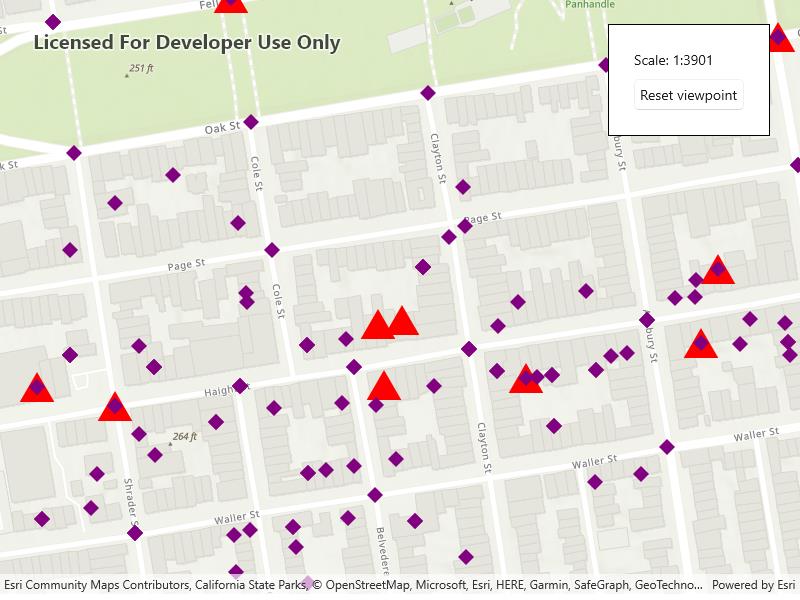 Fell
Panhandle
St
Licensed For Developer Use Only
251 ft
Scale: 1:3901
Reset viewpoint
Oak St
k St
Cole St
Clayton St
bury St
Page St
Page St
Cole St
bury St
Haigh
264 ft
Clayton St
Waller St
Waller St
Shrader S
Waller St
Belvedere
Esri Community Maps Contributors, California State Parks, © OpenStreetMap, Microsoft, Esri, HERE, Garmin, SafeGraph, GeoTechno... Powered by Esri